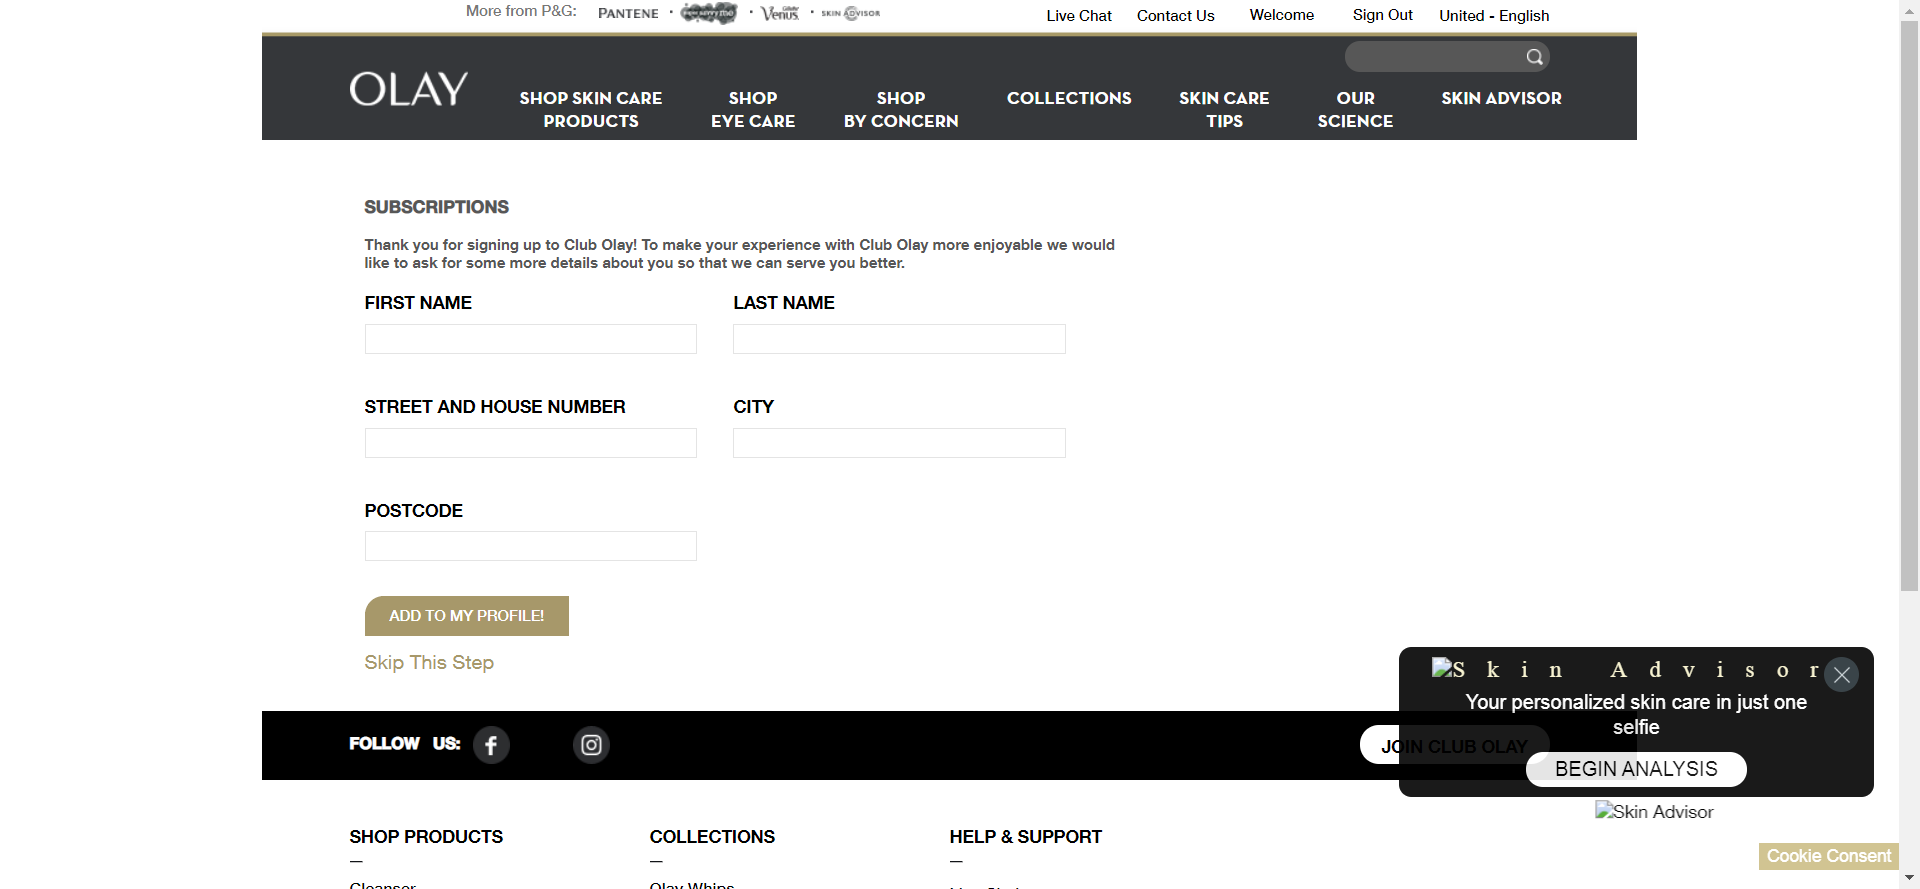 More from P&G: PANTENE · · Gillette Venus · SKIN ADVISOR
Live Chat Contact Us Welcome Sign Out United - English
OLAY
SHOP SKIN CARE PRODUCTS
SHOP EYE CARE
SHOP BY CONCERN
COLLECTIONS
SKIN CARE TIPS
OUR SCIENCE
SKIN ADVISOR
SUBSCRIPTIONS
Thank you for signing up to Club Olay! To make your experience with Club Olay more enjoyable we would
like to ask for some more details about you so that we can serve you better.
FIRST NAME LAST NAME
STREET AND HOUSE NUMBER CITY
POSTCODE
ADD TO MY PROFILE!
Skip This Step
Skin Advisor
Your personalized skin care in just one
selfie
BEGIN ANALYSIS
FOLLOW US:
JOIN CLUB OLAY
Skin Advisor
SHOP PRODUCTS COLLECTIONS HELP & SUPPORT
Cookie Consent
Cleanser Olay Whips